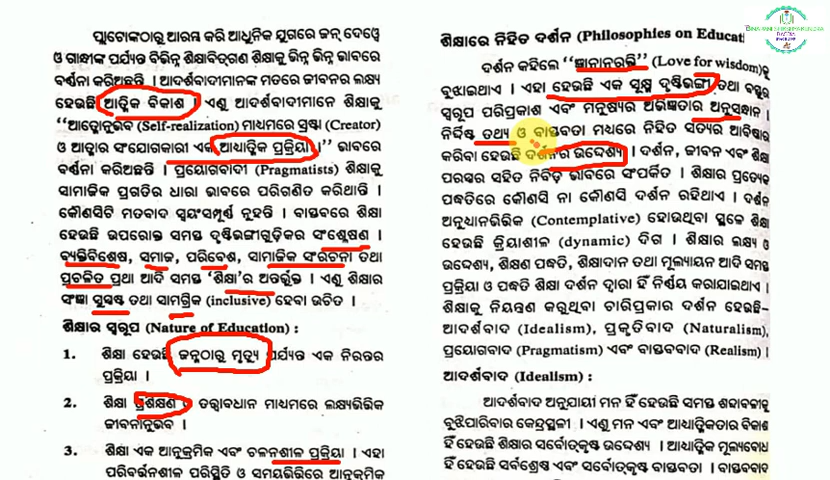 ପ୍ଲାଟୋଙ୍କଠାରୁ ଆରମ୍ଭ କରି ଆଧୁନିକ ଯୁଗରେ ଜନ୍ ଦେୱେ
ଓ ଗାନ୍ଧୀଙ୍କ ପର୍ଯ୍ୟନ୍ତ ବିଭିନ୍ନ ଶିକ୍ଷାବିତ୍‌ଗଣ ଶିକ୍ଷାକୁ ଭିନ୍ନ ଭିନ୍ନ ଭାବରେ
ବର୍ଣ୍ଣନା କରିଅଛନ୍ତି । ଆଦର୍ଶବାଦୀମାନଙ୍କ ମତରେ ଜୀବନର ଲକ୍ଷ୍ୟ
ହେଉଛି ଆତ୍ମିକ ବିକାଶ । ଏଣୁ ଆଦର୍ଶବାଦୀମାନେ ଶିକ୍ଷାକୁ
"ଆତ୍ମାନୁଭବ (Self-realization) ମାଧ୍ୟମରେ ସ୍ରଷ୍ଟା (Creator)
ଓ ଆତ୍ମାର ସଂଯୋଗକାରୀ ଏକ ଆଧ୍ୟାତ୍ମିକ ପ୍ରକ୍ରିୟା ।" ଭାବରେ
ବର୍ଣ୍ଣନା କରିଅଛନ୍ତି । ପ୍ରୟୋଗବାଦୀ (Pragmatists) ଶିକ୍ଷାକୁ
ସାମାଜିକ ପ୍ରଗତିର ଧାରା ଭାବରେ ପରିଗଣିତ କରିଥାନ୍ତି ।
କୌଣସିଟି ମତବାଦ ସ୍ୱୟଂସମ୍ପୂର୍ଣ୍ଣ ନୁହନ୍ତି । ବାସ୍ତବରେ ଶିକ୍ଷା
ହେଉଛି ଉପରୋକ୍ତ ସମସ୍ତ ଦୃଷ୍ଟିଭଙ୍ଗୀଗୁଡ଼ିକର ସଂଶ୍ଳେଷଣ ।
ବ୍ୟକ୍ତିବିଶେଷ, ସମାଜ, ପରିବେଶ, ସାମାଜିକ ସଂରଚନା ତଥା
ପ୍ରଚଳିତ ପ୍ରଥା ଆଦି ସମସ୍ତ 'ଶିକ୍ଷା'ର ଅନ୍ତର୍ଭୁକ୍ତ । ଏଣୁ ଶିକ୍ଷାର
ସଂଜ୍ଞା ସୁସ୍ପଷ୍ଟ ତଥା ସାମଗ୍ରିକ (inclusive) ହେବା ଉଚିତ ।
ଶିକ୍ଷାର ସ୍ୱରୂପ (Nature of Education) :
1. ଶିକ୍ଷା ହେଉଛି ଜନ୍ମଠାରୁ ମୃତ୍ୟୁ ପର୍ଯ୍ୟନ୍ତ ଏକ ନିରନ୍ତର
ପ୍ରକ୍ରିୟା ।
2. ଶିକ୍ଷା ପ୍ରଶିକ୍ଷଣ ଓ ତତ୍ତ୍ୱାବଧାନ ମାଧ୍ୟମରେ ଲକ୍ଷ୍ୟଭିତ୍ତିକ
ଜୀବନାନୁଭବ ।
3. ଶିକ୍ଷା ଏକ ଆନୁକ୍ରମିକ ଏବଂ ଚଳନଶୀଳ ପ୍ରକ୍ରିୟା । ଏହା
ପରିବର୍ତ୍ତନଶୀଳ ପରିସ୍ଥିତି ଓ ସମୟଭିତ୍ତିରେ ଆନୁକ୍ରମିକ
ଶିକ୍ଷାରେ ନିହିତ ଦର୍ଶନ (Philosophies on Educati
ଦର୍ଶନ କହିଲେ "ଜ୍ଞାନାନରକ୍ତି" (Love for wisdom)କୁ
ବୁଝାଇଥାଏ । ଏହା ହେଉଛି ଏକ ସୂକ୍ଷ୍ମ ଦୃଷ୍ଟିଭଙ୍ଗୀ ତଥା ବସ୍ତୁର
ସ୍ୱରୂପ ପରିପ୍ରକାଶ ଏବଂ ମନୁଷ୍ୟର ଅଭିଜ୍ଞତାର ଅନୁସନ୍ଧାନ ।
ନିର୍ଦ୍ଦିଷ୍ଟ ତଥ୍ୟ ଓ ବାସ୍ତବତା ମଧ୍ୟରେ ନିହିତ ସତ୍ୟର ଆବିଷ୍କାର
କରିବା ହେଉଛି ଦର୍ଶନର ଉଦ୍ଦେଶ୍ୟ । ଦର୍ଶନ, ଜୀବନ ଏବଂ ଶିକ୍ଷା
ପରସ୍ପର ସହିତ ନିବିଡ଼ ଭାବରେ ସଂପର୍କିତ । ଶିକ୍ଷାର ପ୍ରତ୍ୟେକ
ପଦ୍ଧତିରେ କୌଣସି ନା କୌଣସି ଦର୍ଶନ ରହିଥାଏ । ଦର୍ଶନ
ଅନୁଧ୍ୟାନଭିତ୍ତିକ (Contemplative) ହୋଉଥିବା ସ୍ଥଳେ ଶିକ୍ଷା
ହେଉଛି କ୍ରିୟାଶୀଳ (dynamic) ଦିଗ । ଶିକ୍ଷାର ଲକ୍ଷ୍ୟ ଓ
ଉଦ୍ଦେଶ୍ୟ, ଶିକ୍ଷଣ ପଦ୍ଧତି, ଶିକ୍ଷାଦାନ ତଥା ମୂଲ୍ୟାୟନ ଆଦି ସମସ୍ତ
ପ୍ରକ୍ରିୟା ଓ ପଦ୍ଧତି ଶିକ୍ଷା ଦର୍ଶନ ଦ୍ୱାରା ହିଁ ନିର୍ଣ୍ଣୟ କରାଯାଇଥାଏ ।
ଶିକ୍ଷାକୁ ନିୟନ୍ତ୍ରଣ କରୁଥିବା ଚାରିପ୍ରକାର ଦର୍ଶନ ହେଉଛି-
ଆଦର୍ଶବାଦ (Idealism), ପ୍ରକୃତିବାଦ (Naturalism),
ପ୍ରୟୋଗବାଦ (Pragmatism) ଏବଂ ବାସ୍ତବବାଦ (Realism) ।
ଆଦର୍ଶବାଦ (Idealism) :
ଆଦର୍ଶବାଦ ଅନୁଯାୟୀ ମନ ହିଁ ହେଉଛି ସମସ୍ତ ଶବ୍ଦାବଳୀକୁ
ବୁଝିପାରିବାର କେନ୍ଦ୍ରସ୍ଥଳୀ । ଏଣୁ ମନ ଏବଂ ଆଧ୍ୟାତ୍ମିକତାର ବିକାଶ
ହିଁ ହେଉଛି ଶିକ୍ଷାର ସର୍ବୋତ୍କୃଷ୍ଟ ଉଦ୍ଦେଶ୍ୟ । ଆଧ୍ୟାତ୍ମିକ ମୂଲ୍ୟବୋଧ
ହିଁ ହେଉଛି ସର୍ବଶ୍ରେଷ୍ଠ ଏବଂ ସର୍ବୋତ୍କୃଷ୍ଟ ବାସ୍ତବତା । ବାସ୍ତବବାଦ